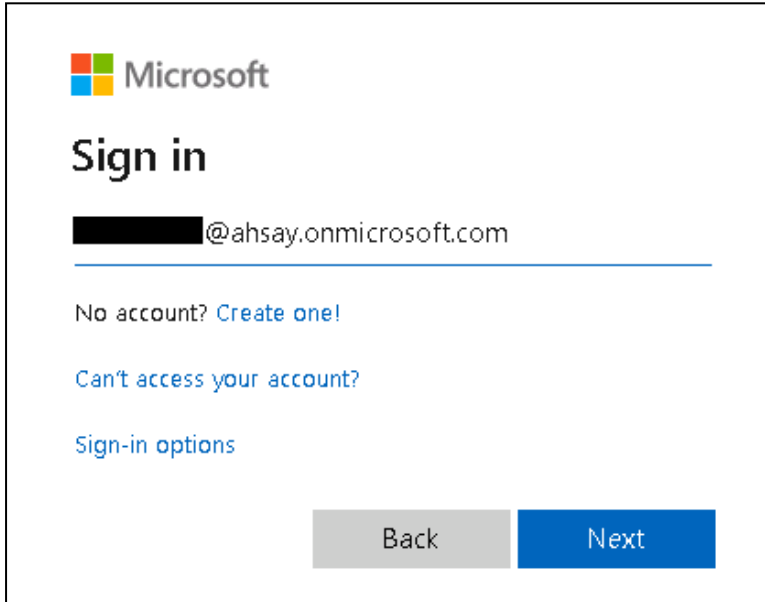 Microsoft
Sign in
@ahsay.onmicrosoft.com
No account? Create one!
Can't access your account?
Sign-in options
Back Next